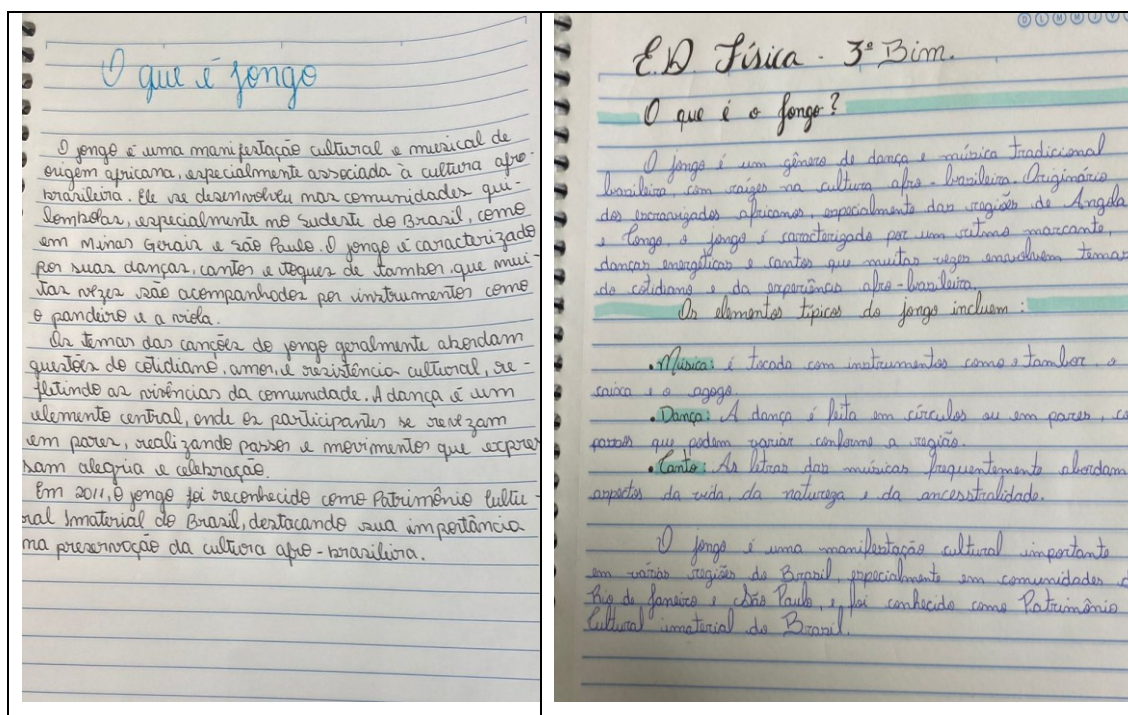 O que é jongo
O jongo é uma manifestação cultural e musical de
origem africana, especialmente associada à cultura afro-
brasileira. Ele se desenvolveu nas comunidades qui-
lombolas, especialmente no sudeste do Brasil, como
em Minas Gerais e São Paulo. O jongo é caracterizado
por suas danças, cantos e toques de tambor, que mui-
tas vezes são acompanhados por instrumentos como
o pandeiro e a viola.
Os temas das canções do jongo geralmente abordam
questões do cotidiano, amor, e resistência cultural, re-
fletindo as vivências da comunidade. A dança é um
elemento central, onde os participantes se revezam
em pares, realizando passos e movimentos que expres
sam alegria e celebração.
Em 2011, o jongo foi reconhecido como Patrimônio Cultu-
ral Imaterial do Brasil, destacando sua importância
na preservação da cultura afro-brasileira.
D L M M J V S
E.D Física - 3º Bim.
O que é o jongo?
O jongo é um gênero de dança e música tradicional
brasileira com raízes na cultura afro-brasileira. Originário
dos escravizados africanos, especialmente das regiões de Angola
e Congo, o jongo é caracterizado por um ritmo marcante,
danças energéticas e cantos que muitas vezes envolvem temas
do cotidiano e da experiência afro-brasileira.
Os elementos típicos do jongo incluem:
• Música: é tocada com instrumentos como o tambor, a
caixa e o agogo.
• Dança: A dança é feita em círculos ou em pares, co
passos que podem variar conforme a região.
• Canto: As letras das músicas frequentemente abordam
aspectos da vida, da natureza e da ancesstralidade.
O jongo é uma manifestação cultural importante
em várias regiões do Brasil, especialmente em comunidades d
Rio de Janeiro e São Paulo, e foi conhecido como Patrimônio
Cultural imaterial do Brasil.